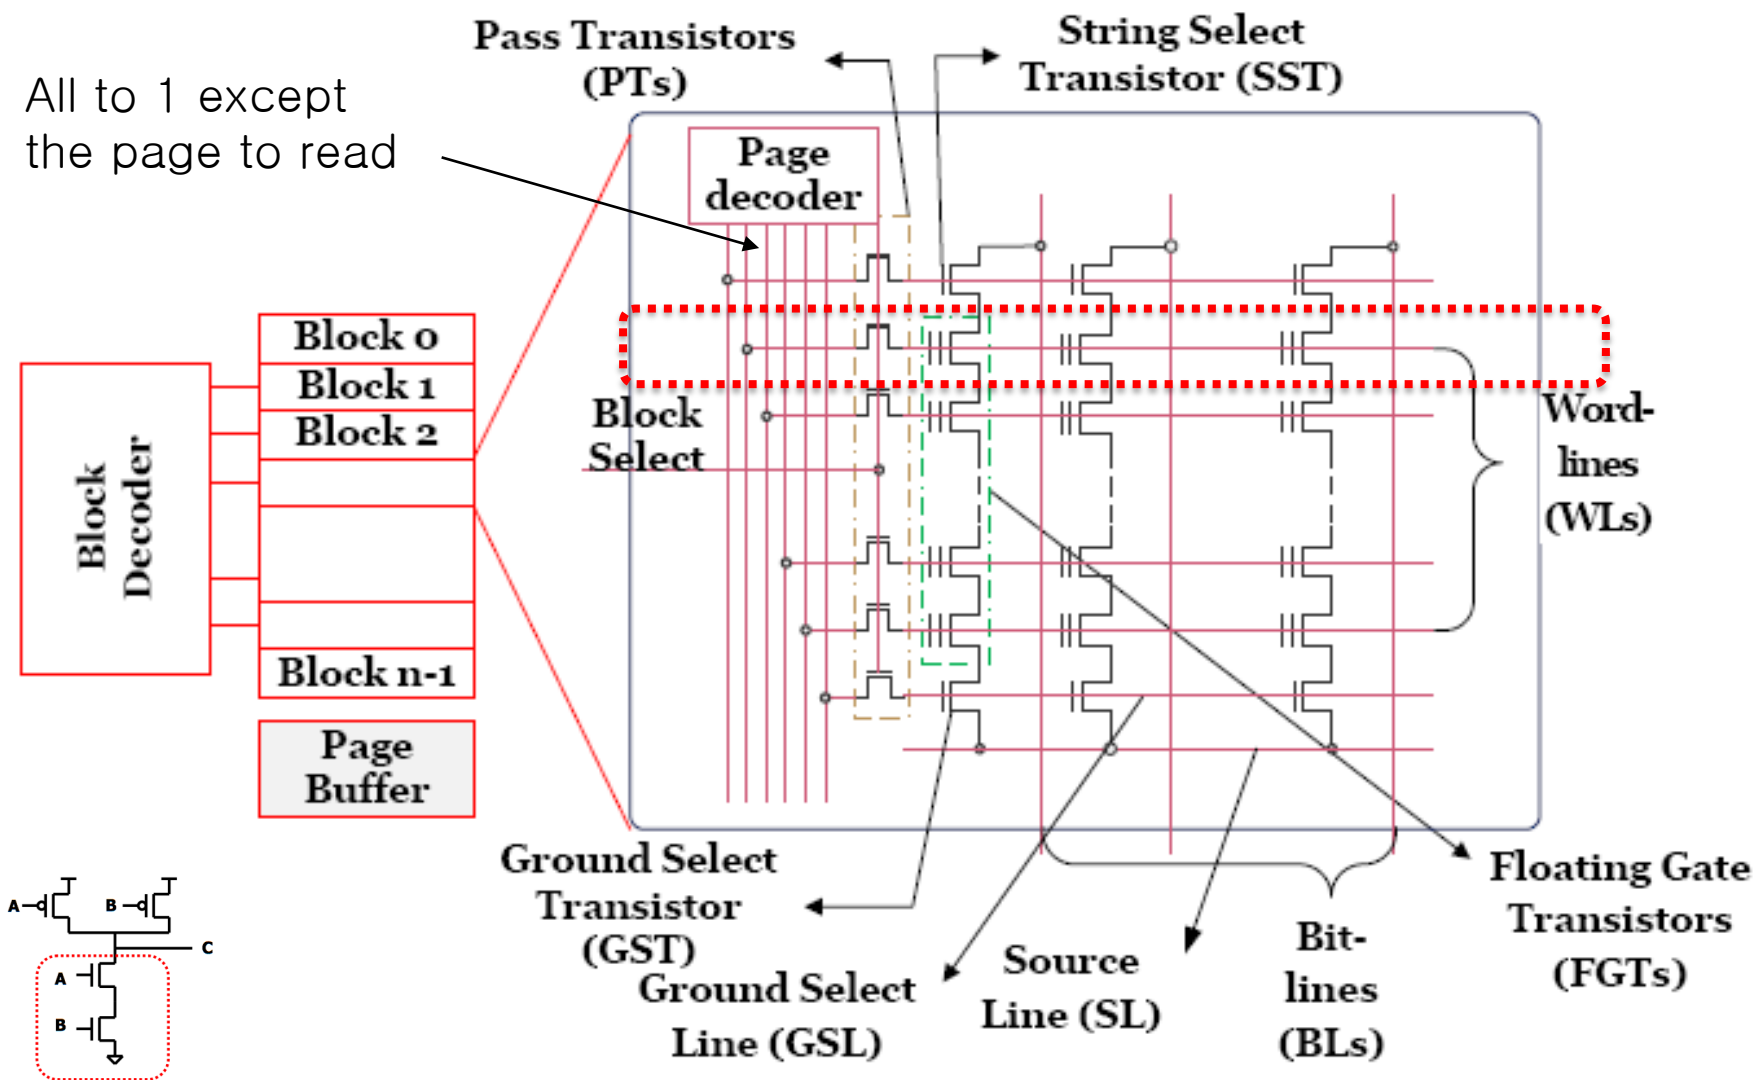 Pass Transistors
(PTs)
String Select
Transistor (SST)
All to 1 except
the page to read
Page
decoder
Block 0
Block 1
Block 2
Block n-1
Block
Decoder
Page
Buffer
Block
Select
Word-
lines
(WLs)
Ground Select
Transistor
(GST)
Ground Select
Line (GSL)
Source
Line (SL)
Bit-
lines
(BLs)
Floating Gate
Transistors
(FGTs)
A
B
C
A
B